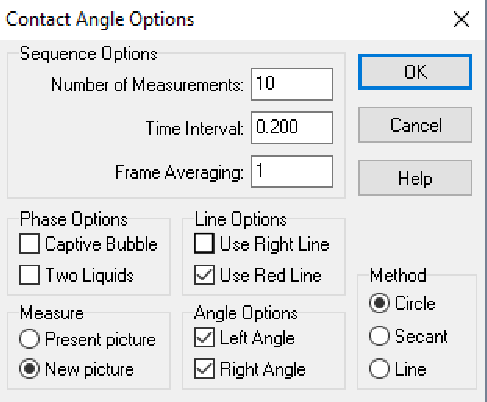 Contact Angle Options
Sequence Options
Number of Measurements: 10
Time Interval: 0.200
Frame Averaging: 1
OK
Cancel
Help
Phase Options
Captive Bubble
Two Liquids
Line Options
Use Right Line
Use Red Line
Measure
Present picture
New picture
Angle Options
Left Angle
Right Angle
Method
Circle
Secant
Line